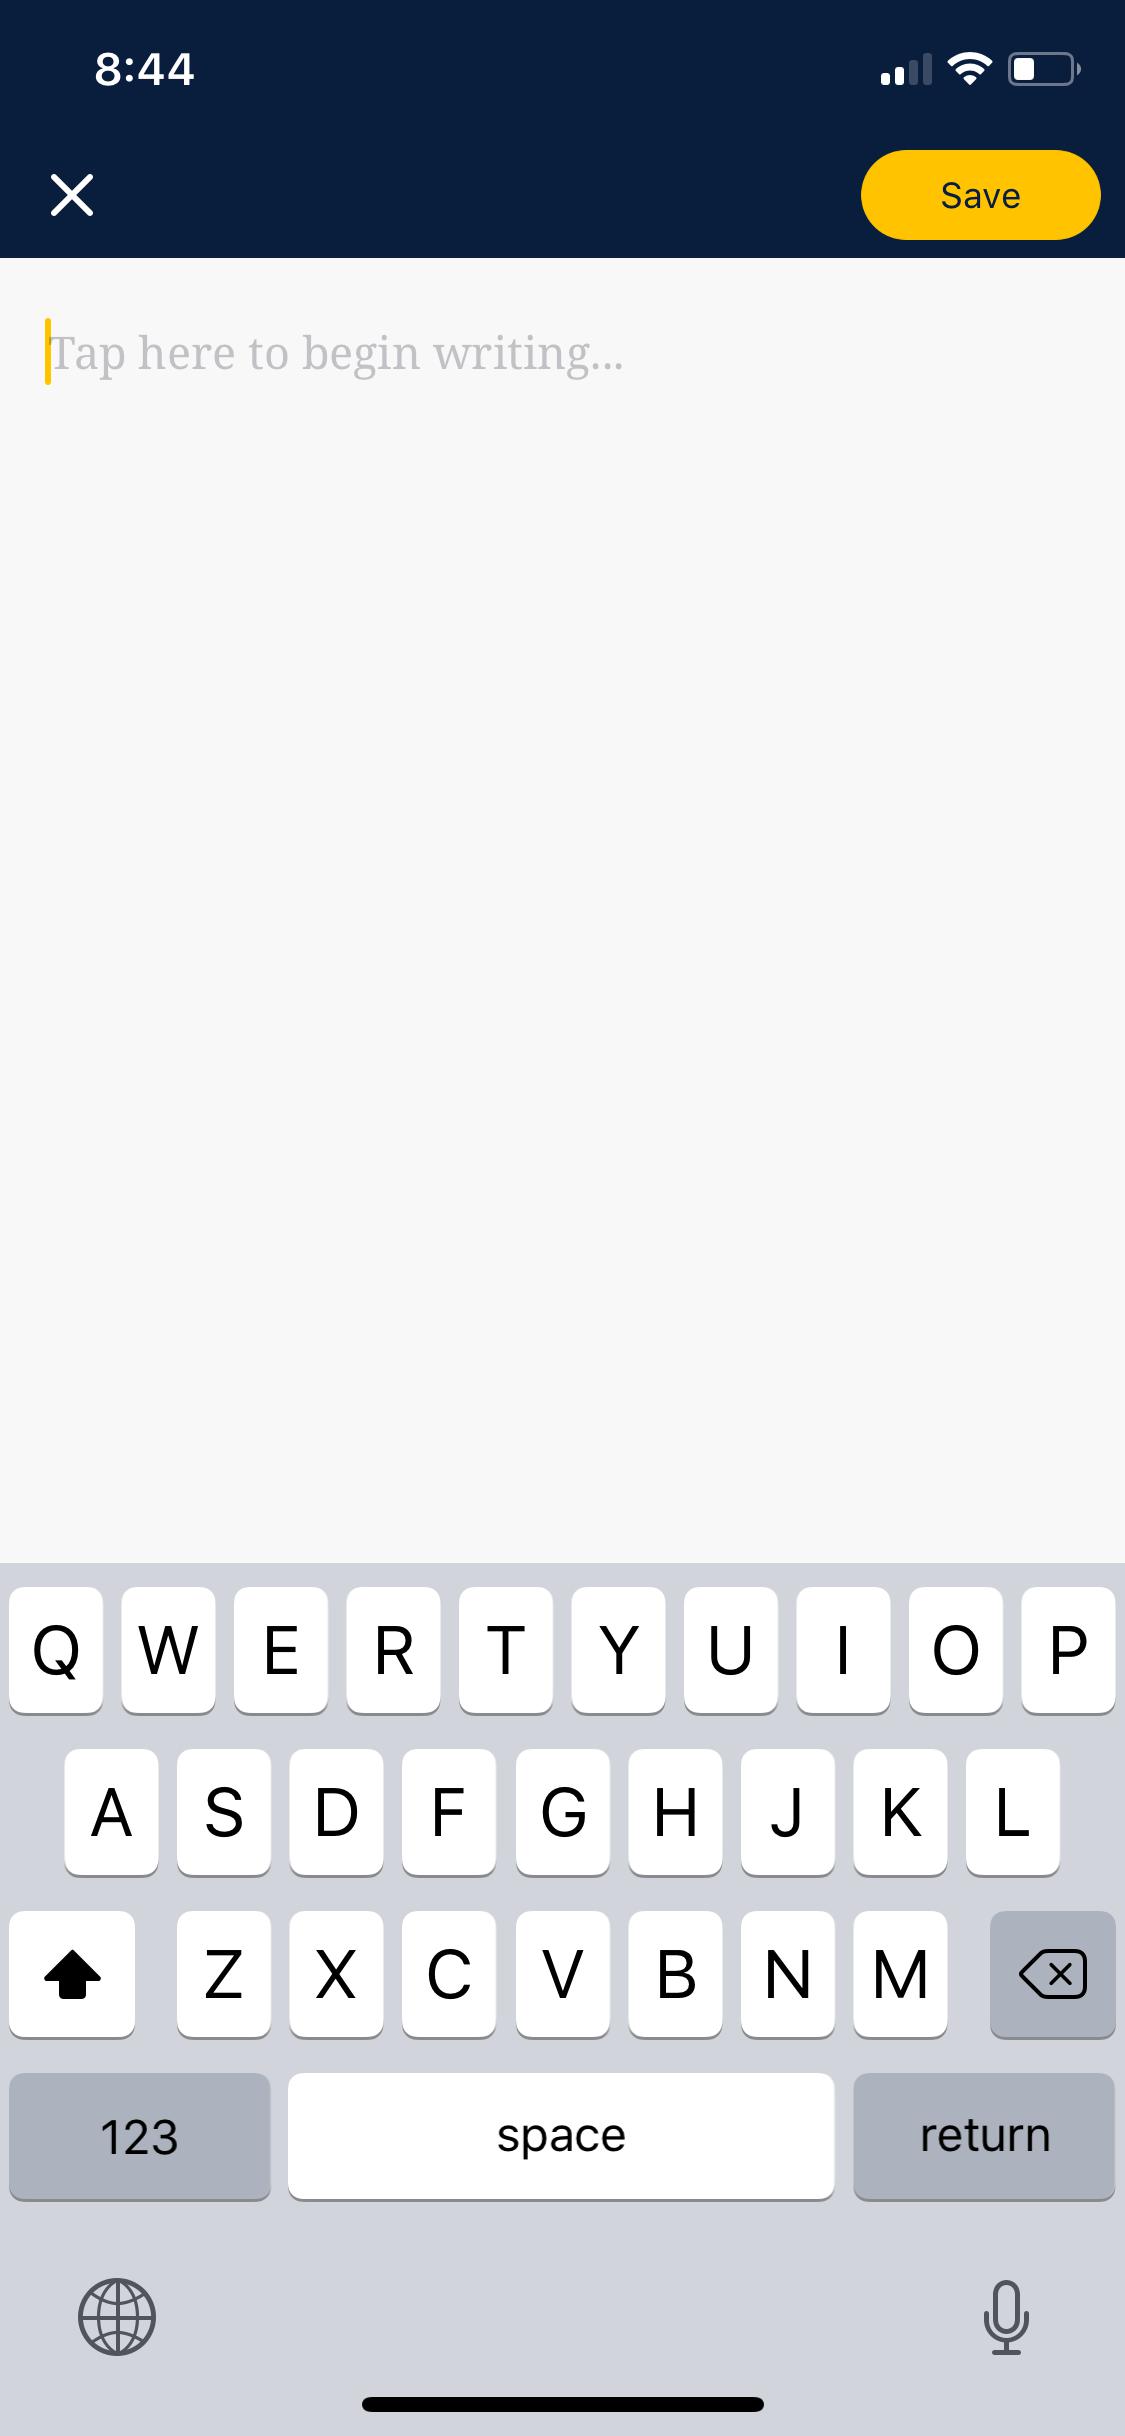 8:44
Save
Tap here to begin writing...
Q W E R T Y U I O P
A S D F G H J K L
Z X C V B N M
123 space return